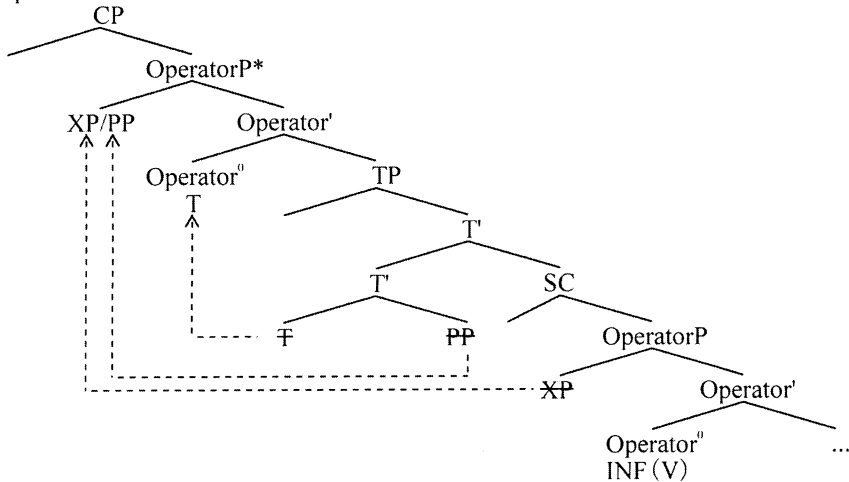 CP
OperatorP*
XP/PP
Operator'
Operator⁰
TP
T
T'
T'
SC
T
PP
OperatorP
XP
Operator'
Operator⁰
...
INF (V)